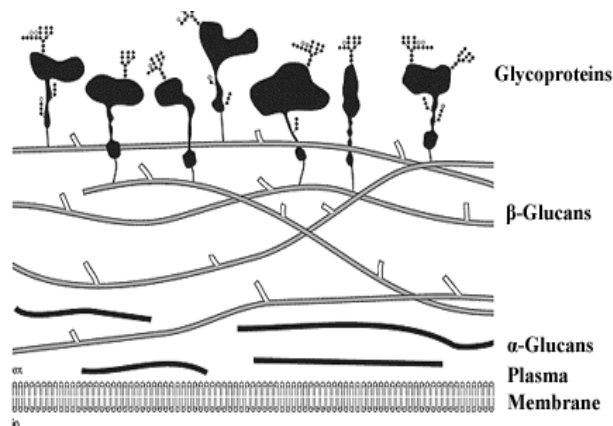 Glycoproteins
β-Glucans
α-Glucans
Plasma
Membrane